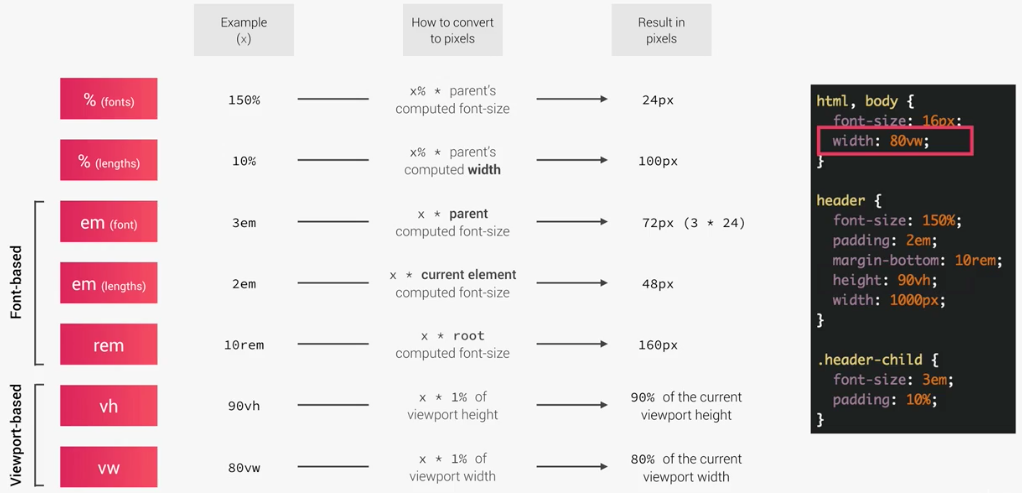 Example
(x)
How to convert
to pixels
Result in
pixels
% (fonts)
150%
x% * parent's
computed font-size
24px
% (lengths)
10%
x% * parent's
computed width
100px
Font-based
em (font)
3em
x * parent
computed font-size
72px (3 * 24)
em (lengths)
2em
x * current element
computed font-size
48px
rem
10rem
x * root
computed font-size
160px
Viewport-based
vh
90vh
x * 1% of
viewport height
90% of the current
viewport height
vw
80vw
x * 1% of
viewport width
80% of the current
viewport width
html, body {
font-size: 16px;
width: 80vw;
}
header {
font-size: 150%;
padding: 2em;
margin-bottom: 10rem;
height: 90vh;
width: 1000px;
}
.header-child {
font-size: 3em;
padding: 10%;
}